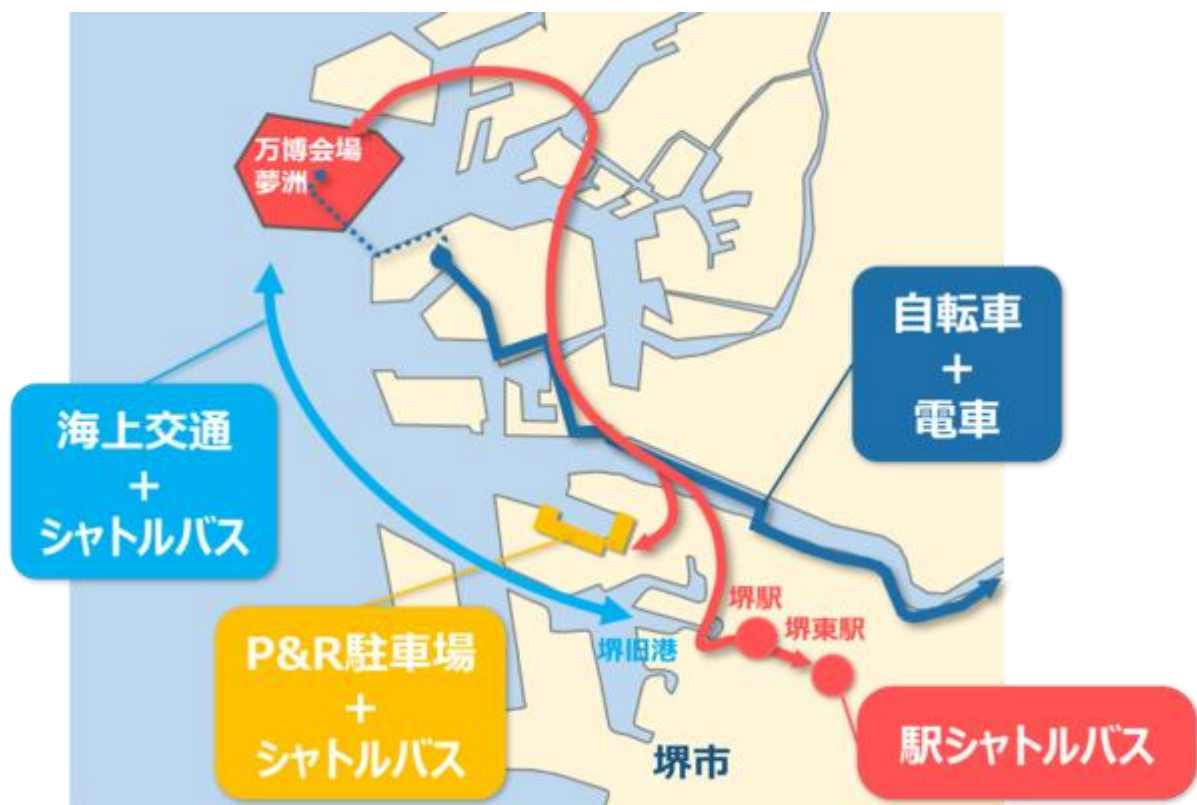 万博会場
夢洲
自転車
+
電車
海上交通
+
シャトルバス
堺駅
堺東駅
堺旧港
P&R駐車場
+
シャトルバス
駅シャトルバス
堺市